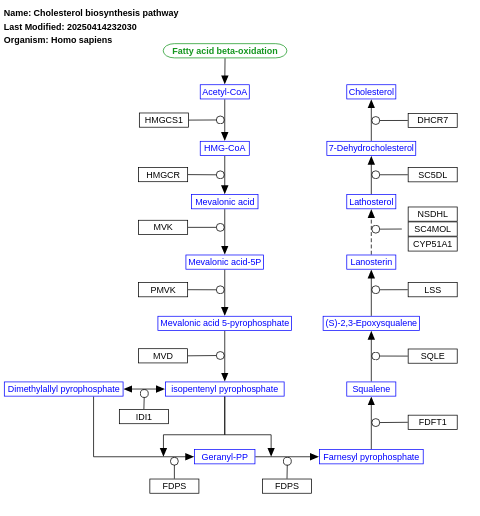 Name: Cholesterol biosynthesis pathway
Last Modified: 20250414232030
Organism: Homo sapiens
Fatty acid beta-oxidation
Acetyl-CoA
Cholesterol
HMGCS1
DHCR7
HMG-CoA
7-Dehydrocholesterol
HMGCR
SC5DL
Mevalonic acid
Lathosterol
NSDHL
MVK
SC4MOL
CYP51A1
Mevalonic acid-5P
Lanosterin
PMVK
LSS
Mevalonic acid 5-pyrophosphate
(S)-2,3-Epoxysqualene
MVD
SQLE
Dimethylallyl pyrophosphate
isopentenyl pyrophosphate
Squalene
IDI1
FDFT1
Geranyl-PP
Farnesyl pyrophosphate
FDPS
FDPS